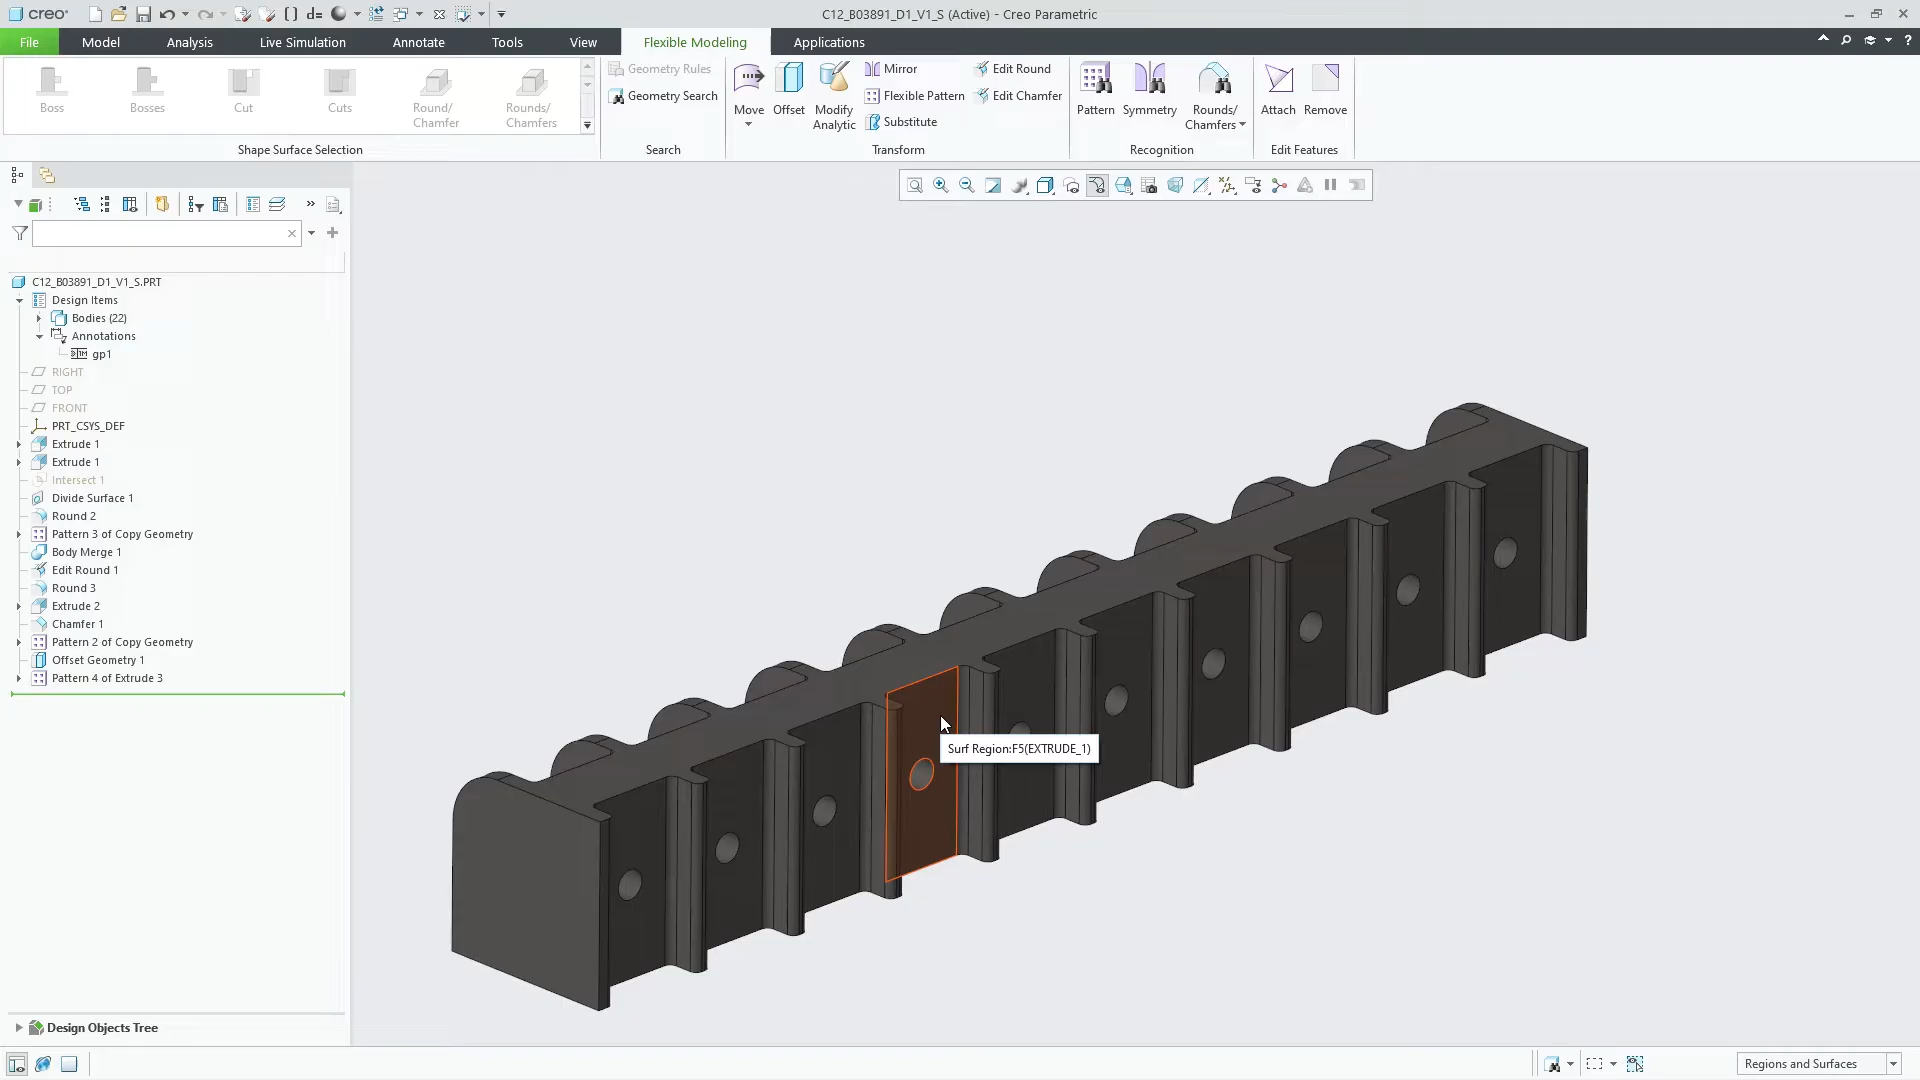 creo
C12_B03891_D1_V1_S (Active) - Creo Parametric
File
Model
Analysis
Live Simulation
Annotate
Tools
View
Flexible Modeling
Applications
Boss
Bosses
Cut
Cuts
Round/
Chamfer
Rounds/
Chamfers
Shape Surface Selection
Geometry Rules
Geometry Search
Search
Move
Offset
Modify
Analytic
Mirror
Flexible Pattern
Substitute
Edit Round
Edit Chamfer
Transform
Pattern
Symmetry
Rounds/
Chamfers
Recognition
Attach
Remove
Edit Features
C12_B03891_D1_V1_S.PRT
Design Items
Bodies (22)
Annotations
gp1
RIGHT
TOP
FRONT
PRT_CSYS_DEF
Extrude 1
Extrude 1
Intersect 1
Divide Surface 1
Round 2
Pattern 3 of Copy Geometry
Body Merge 1
Edit Round 1
Round 3
Extrude 2
Chamfer 1
Pattern 2 of Copy Geometry
Offset Geometry 1
Pattern 4 of Extrude 3
Surf Region:F5(EXTRUDE_1)
Design Objects Tree
Regions and Surfaces